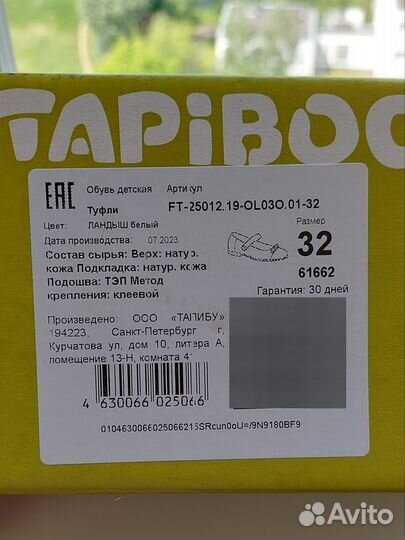 TAPiBOO
EAC
Обувь детская Артикул
Туфли FT-25012.19-OL03O.01-32
Цвет: ЛАНДЫШ белый Размер
Дата производства: 07.2023 32
Состав сырья: Верх: натур.
кожа Подкладка: натур. кожа 61662
Подошва: ТЭП Метод
крепления: клеевой Гарантия: 30 дней
Произведено: ООО «ТАПИБУ»
194223, Санкт-Петербург г,
Курчатова ул, дом 10, литера А,
помещение 13-Н, комната 41
4 630066 025066
0104630066025066215SRcun0oU=/9N9180BF9
Avito